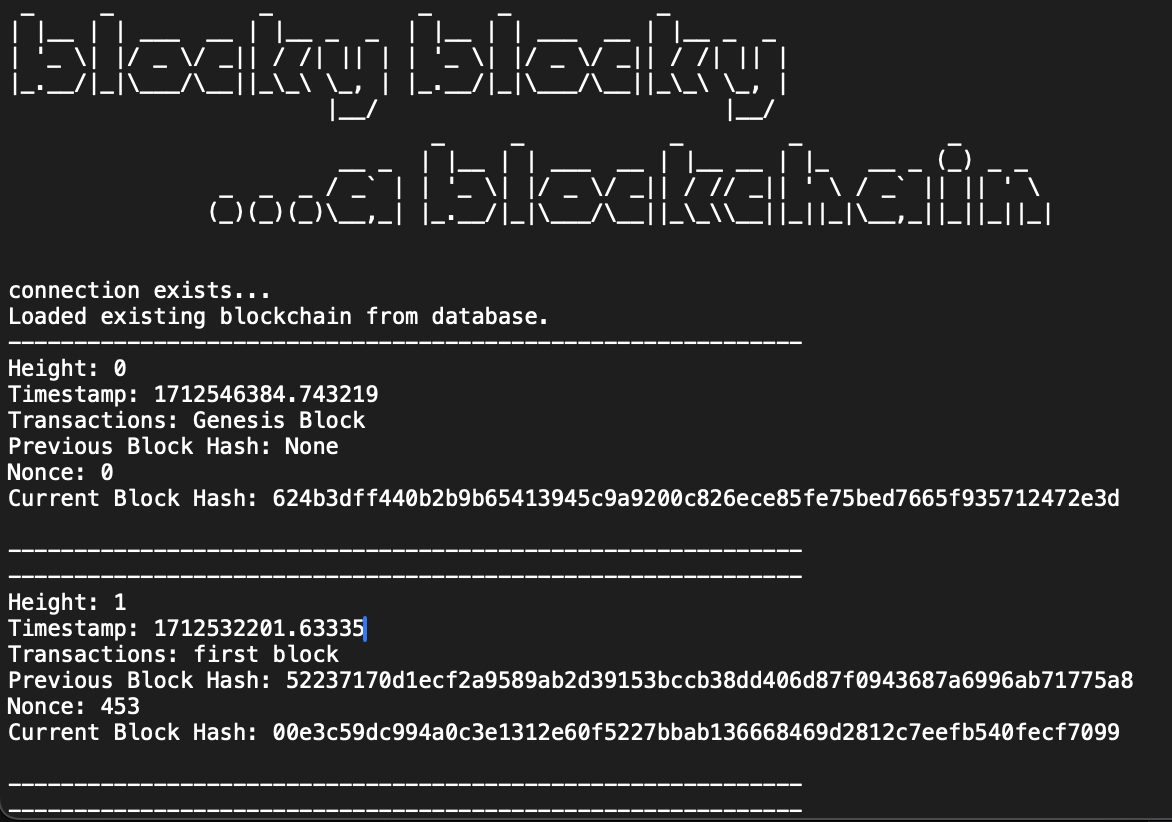 blocky blocky
...a blockchain
connection exists...
Loaded existing blockchain from database.
------------------------------------------------------------
Height: 0
Timestamp: 1712546384.743219
Transactions: Genesis Block
Previous Block Hash: None
Nonce: 0
Current Block Hash: 624b3dff440b2b9b65413945c9a9200c826ece85fe75bed7665f935712472e3d
------------------------------------------------------------
------------------------------------------------------------
Height: 1
Timestamp: 1712532201.63335
Transactions: first block
Previous Block Hash: 52237170d1ecf2a9589ab2d39153bccb38dd406d87f0943687a6996ab71775a8
Nonce: 453
Current Block Hash: 00e3c59dc994a0c3e1312e60f5227bbab136668469d2812c7eefb540fecf7099
------------------------------------------------------------
------------------------------------------------------------